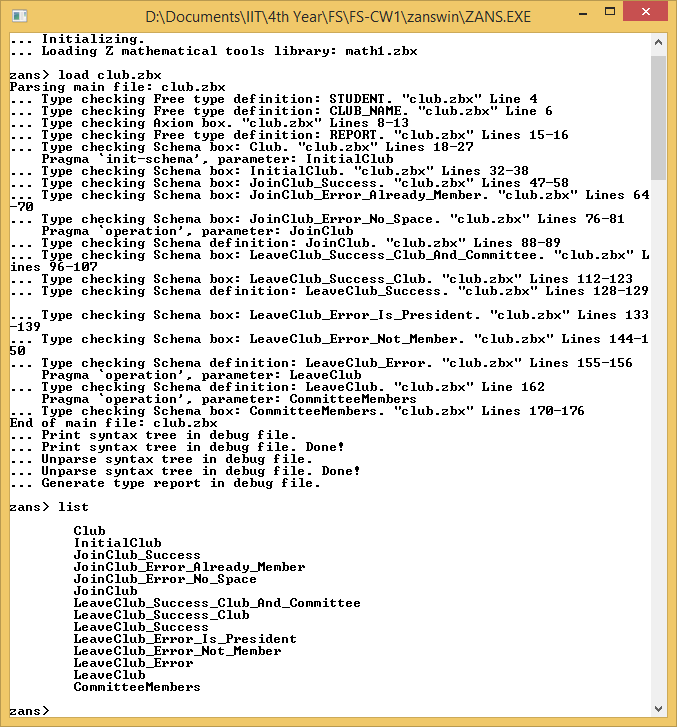 D:\Documents\IIT\4th Year\FS\FS-CW1\zanswin\ZANS.EXE
... Initializing.
... Loading Z mathematical tools library: math1.zbx
zans> load club.zbx
Parsing main file: club.zbx
... Type checking Free type definition: STUDENT. "club.zbx" Line 4
... Type checking Free type definition: CLUB_NAME. "club.zbx" Line 6
... Type checking Axiom box. "club.zbx" Lines 8-13
... Type checking Free type definition: REPORT. "club.zbx" Lines 15-16
... Type checking Schema box: Club. "club.zbx" Lines 18-27
Pragma `init-schema', parameter: InitialClub
... Type checking Schema box: InitialClub. "club.zbx" Lines 32-38
... Type checking Schema box: JoinClub_Success. "club.zbx" Lines 47-58
... Type checking Schema box: JoinClub_Error_Already_Member. "club.zbx" Lines 64
-70
... Type checking Schema box: JoinClub_Error_No_Space. "club.zbx" Lines 76-81
Pragma `operation', parameter: JoinClub
... Type checking Schema definition: JoinClub. "club.zbx" Lines 88-89
... Type checking Schema box: LeaveClub_Success_Club_And_Committee. "club.zbx" L
ines 96-107
... Type checking Schema box: LeaveClub_Success_Club. "club.zbx" Lines 112-123
... Type checking Schema definition: LeaveClub_Success. "club.zbx" Lines 128-129
... Type checking Schema box: LeaveClub_Error_Is_President. "club.zbx" Lines 133
-139
... Type checking Schema box: LeaveClub_Error_Not_Member. "club.zbx" Lines 144-1
50
... Type checking Schema definition: LeaveClub_Error. "club.zbx" Lines 155-156
Pragma `operation', parameter: LeaveClub
... Type checking Schema definition: LeaveClub. "club.zbx" Line 162
Pragma `operation', parameter: CommitteeMembers
... Type checking Schema box: CommitteeMembers. "club.zbx" Lines 170-176
End of main file: club.zbx
... Print syntax tree in debug file.
... Print syntax tree in debug file. Done!
... Unparse syntax tree in debug file.
... Unparse syntax tree in debug file. Done!
... Generate type report in debug file.
zans> list
Club
InitialClub
JoinClub_Success
JoinClub_Error_Already_Member
JoinClub_Error_No_Space
JoinClub
LeaveClub_Success_Club_And_Committee
LeaveClub_Success_Club
LeaveClub_Success
LeaveClub_Error_Is_President
LeaveClub_Error_Not_Member
LeaveClub_Error
LeaveClub
CommitteeMembers
zans>